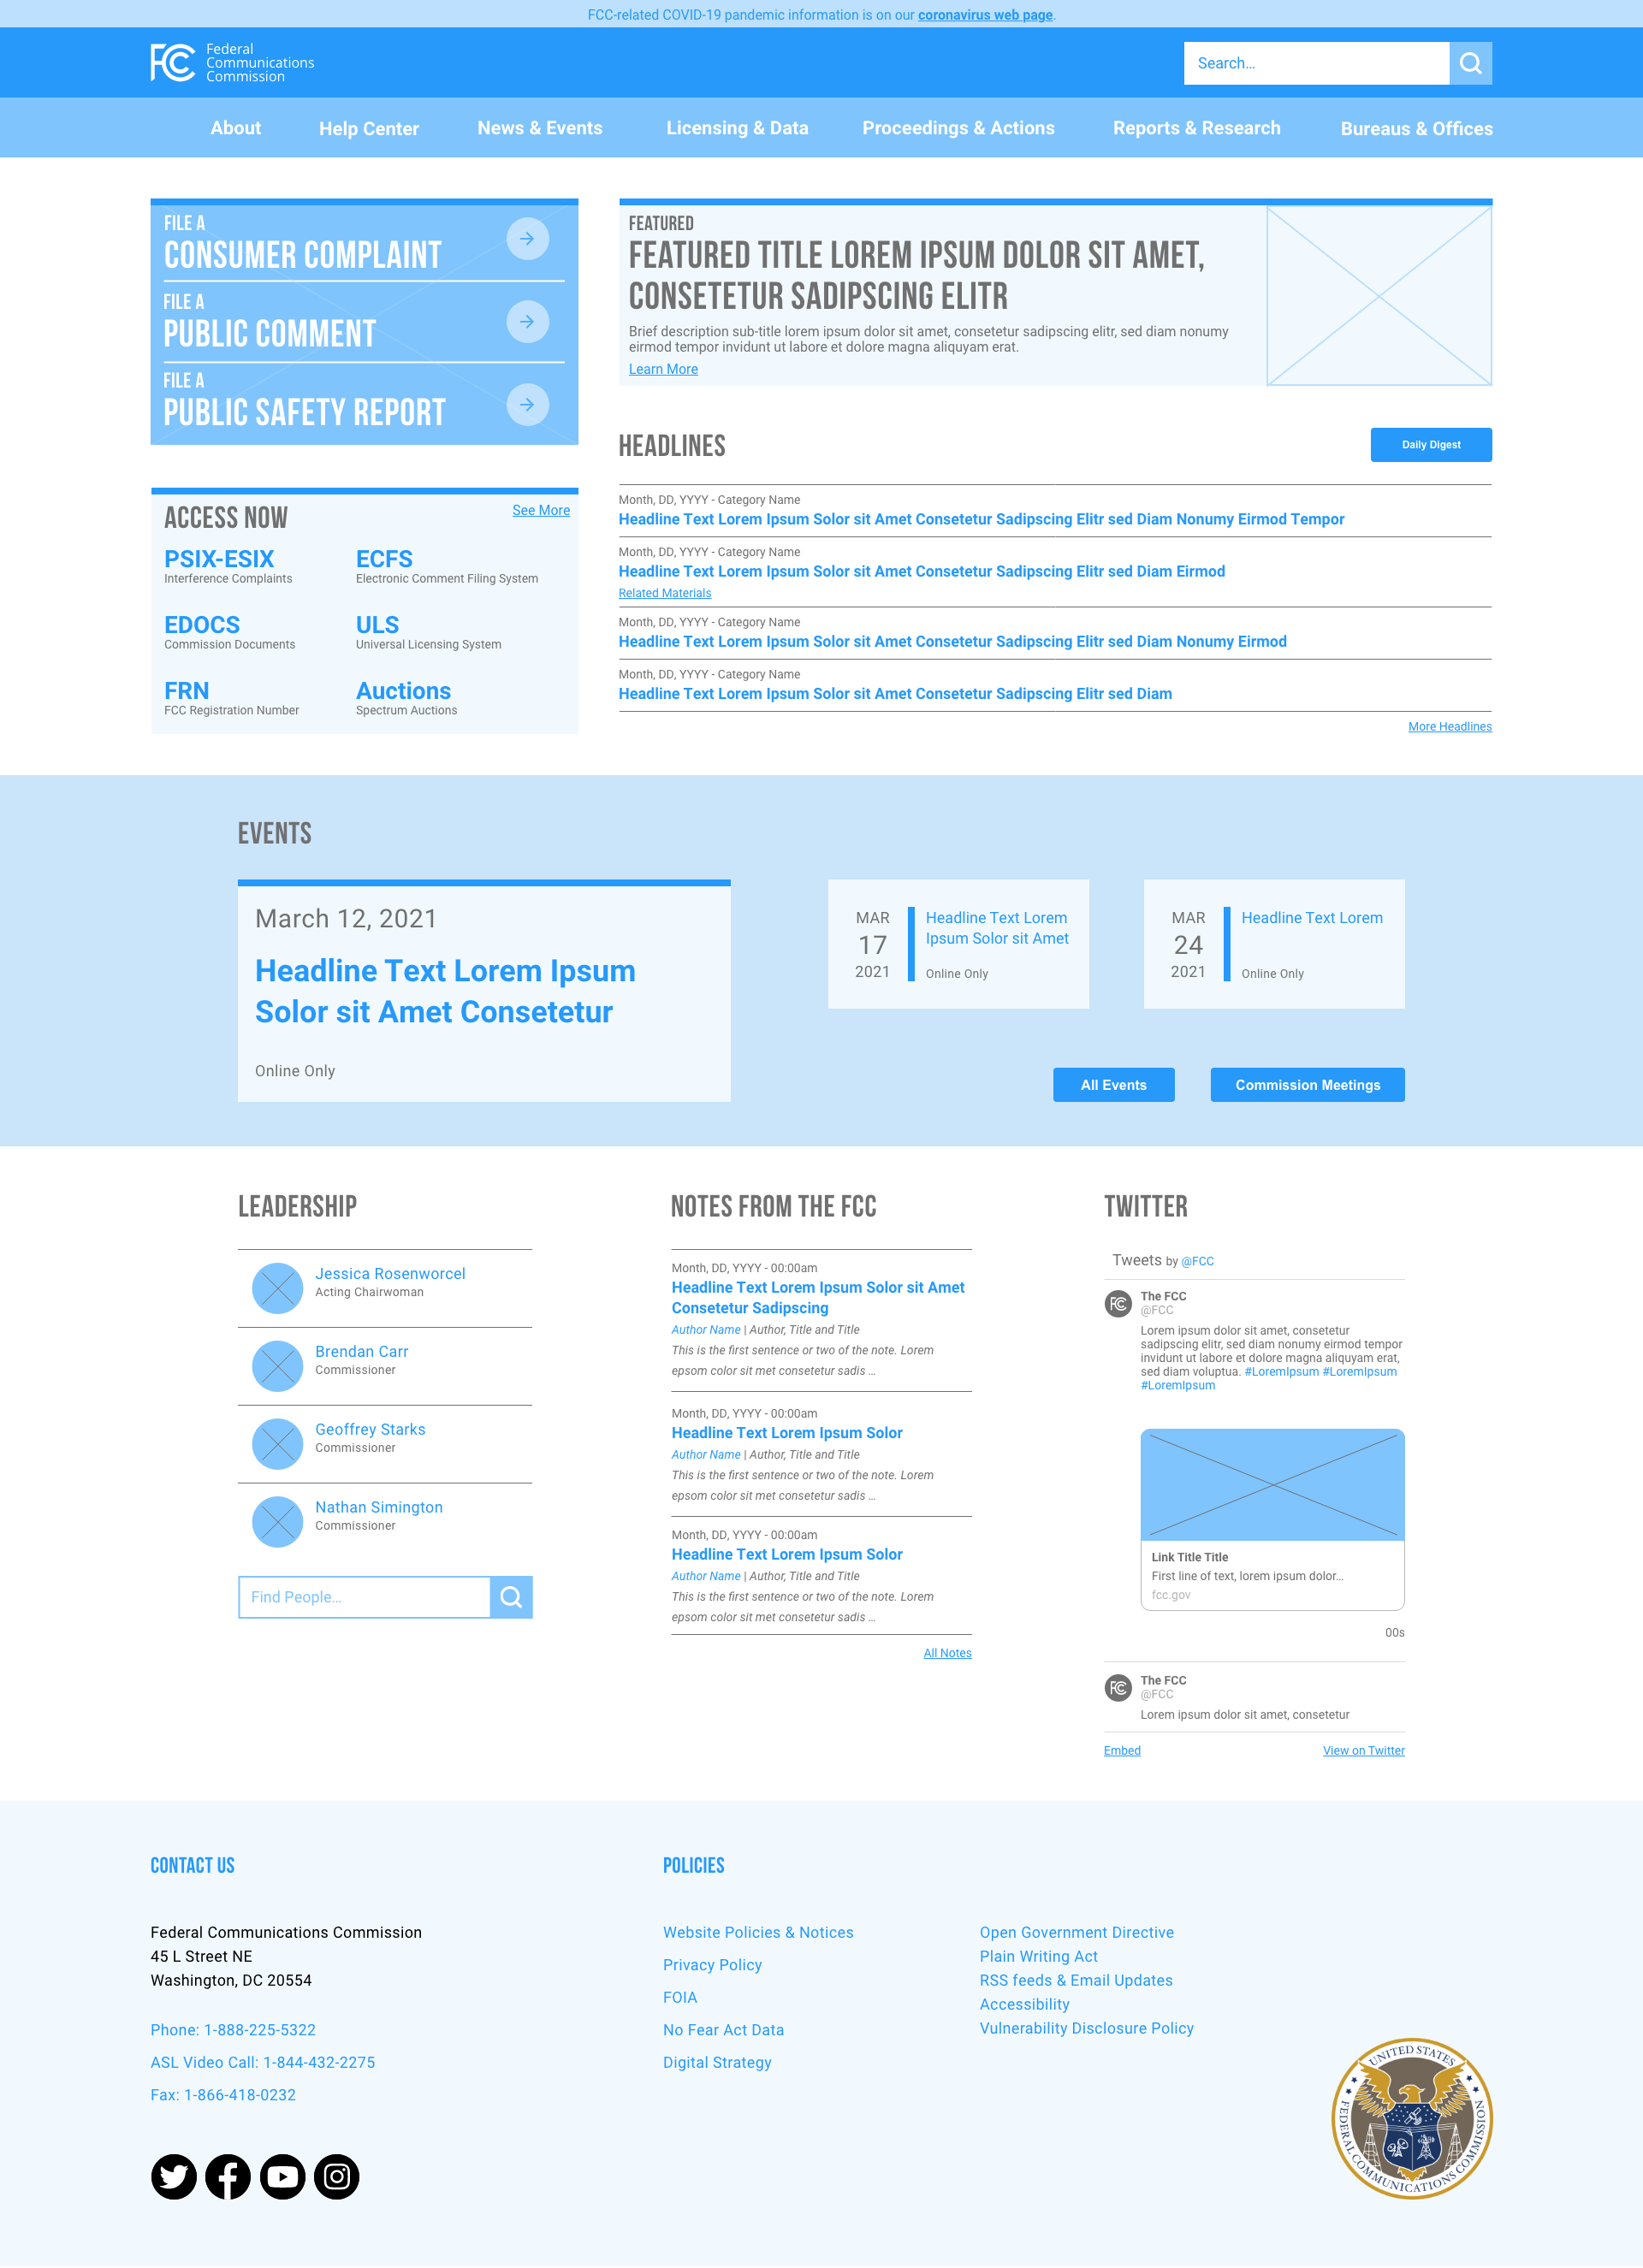 FCC-related COVID-19 pandemic information is on our coronavirus web page.
FCC Federal
Communications
Commission
Search...
About Help Center News & Events Licensing & Data Proceedings & Actions Reports & Research Bureaus & Offices
FILE A
CONSUMER COMPLAINT
FILE A
PUBLIC COMMENT
FILE A
PUBLIC SAFETY REPORT
FEATURED
FEATURED TITLE LOREM IPSUM DOLOR SIT AMET,
CONSETETUR SADIPSCING ELITR
Brief description sub-title lorem ipsum dolor sit amet, consetetur sadipscing elitr, sed diam nonumy
eirmod tempor invidunt ut labore et dolore magna aliquyam erat.
Learn More
ACCESS NOW
See More
PSIX-ESIX
Interference Complaints
ECFS
Electronic Comment Filing System
EDOCS
Commission Documents
ULS
Universal Licensing System
FRN
FCC Registration Number
Auctions
Spectrum Auctions
HEADLINES
Daily Digest
Month, DD, YYYY - Category Name
Headline Text Lorem Ipsum Solor sit Amet Consetetur Sadipscing Elitr sed Diam Nonumy Eirmod Tempor
Month, DD, YYYY - Category Name
Headline Text Lorem Ipsum Solor sit Amet Consetetur Sadipscing Elitr sed Diam Eirmod
Related Materials
Month, DD, YYYY - Category Name
Headline Text Lorem Ipsum Solor sit Amet Consetetur Sadipscing Elitr sed Diam Nonumy Eirmod
Month, DD, YYYY - Category Name
Headline Text Lorem Ipsum Solor sit Amet Consetetur Sadipscing Elitr sed Diam
More Headlines
EVENTS
March 12, 2021
Headline Text Lorem Ipsum
Solor sit Amet Consetetur
Online Only
MAR
17
2021
Headline Text Lorem
Ipsum Solor sit Amet
Online Only
MAR
24
2021
Headline Text Lorem
Online Only
All Events
Commission Meetings
LEADERSHIP
Jessica Rosenworcel
Acting Chairwoman
Brendan Carr
Commissioner
Geoffrey Starks
Commissioner
Nathan Simington
Commissioner
Find People...
NOTES FROM THE FCC
Month, DD, YYYY - 00:00am
Headline Text Lorem Ipsum Solor sit Amet
Consetetur Sadipscing
Author Name | Author, Title and Title
This is the first sentence or two of the note. Lorem
epsom color sit met consetetur sadis ...
Month, DD, YYYY - 00:00am
Headline Text Lorem Ipsum Solor
Author Name | Author, Title and Title
This is the first sentence or two of the note. Lorem
epsom color sit met consetetur sadis ...
Month, DD, YYYY - 00:00am
Headline Text Lorem Ipsum Solor
Author Name | Author, Title and Title
This is the first sentence or two of the note. Lorem
epsom color sit met consetetur sadis ...
All Notes
TWITTER
Tweets by @FCC
FCC
The FCC
@FCC
Lorem ipsum dolor sit amet, consetetur
sadipscing elitr, sed diam nonumy eirmod tempor
invidunt ut labore et dolore magna aliquyam erat,
sed diam voluptua. #LoremIpsum #LoremIpsum
#LoremIpsum
Link Title Title
First line of text, lorem ipsum dolor...
fcc.gov
00s
FCC
The FCC
@FCC
Lorem ipsum dolor sit amet, consetetur
Embed
View on Twitter
CONTACT US
Federal Communications Commission
45 L Street NE
Washington, DC 20554
Phone: 1-888-225-5322
ASL Video Call: 1-844-432-2275
Fax: 1-866-418-0232
POLICIES
Website Policies & Notices
Privacy Policy
FOIA
No Fear Act Data
Digital Strategy
Open Government Directive
Plain Writing Act
RSS feeds & Email Updates
Accessibility
Vulnerability Disclosure Policy
UNITED STATES
FEDERAL COMMUNICATIONS COMMISSION